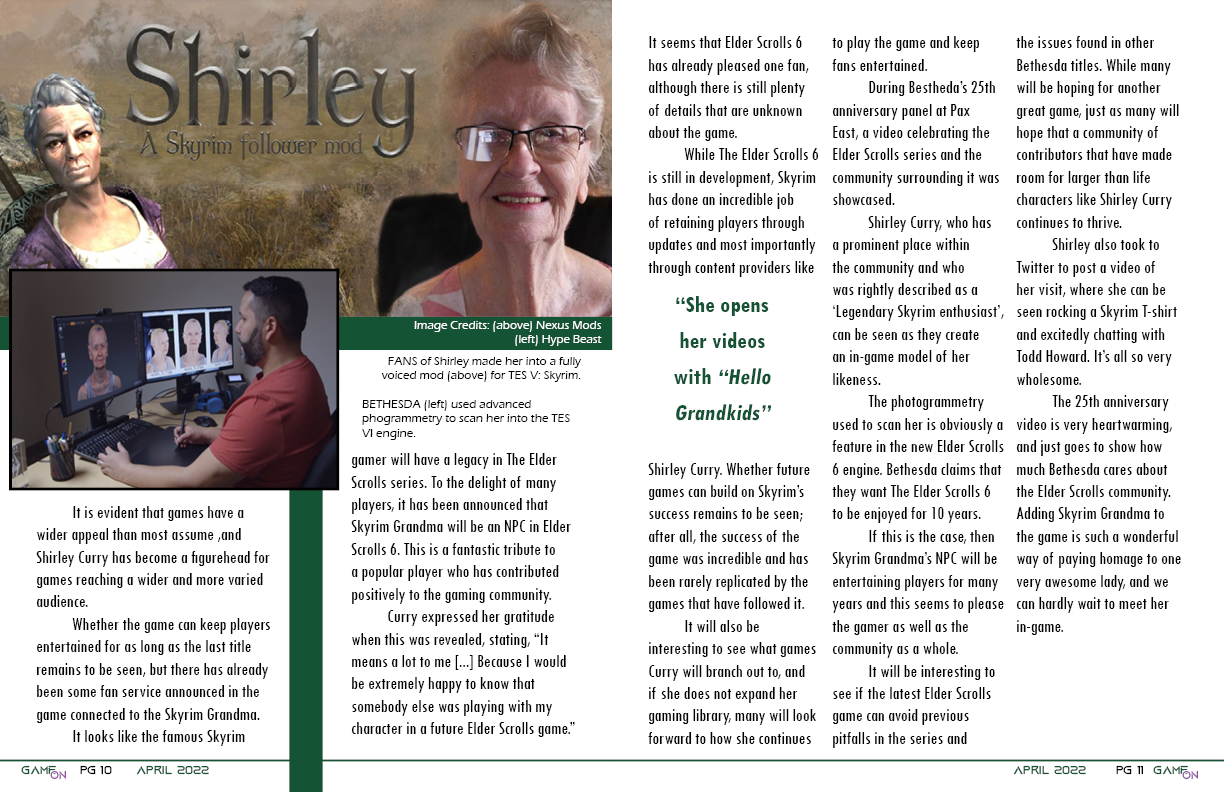 Shirley
A Skyrim follower mod
Image Credits: (above) Nexus Mods
(left) Hype Beast
FANS of Shirley made her into a fully
voiced mod (above) for TES V: Skyrim.
BETHESDA (left) used advanced
phogrammetry to scan her into the TES
VI engine.
It is evident that games have a
wider appeal than most assume ,and
Shirley Curry has become a figurehead for
games reaching a wider and more varied
audience.
Whether the game can keep players
entertained for as long as the last title
remains to be seen, but there has already
been some fan service announced in the
game connected to the Skyrim Grandma.
It looks like the famous Skyrim
gamer will have a legacy in The Elder
Scrolls series. To the delight of many
players, it has been announced that
Skyrim Grandma will be an NPC in Elder
Scrolls 6. This is a fantastic tribute to
a popular player who has contributed
positively to the gaming community.
Curry expressed her gratitude
when this was revealed, stating, “It
means a lot to me [...] Because I would
be extremely happy to know that
somebody else was playing with my
character in a future Elder Scrolls game.”
GAME ON PG 10 APRIL 2022
It seems that Elder Scrolls 6
has already pleased one fan,
although there is still plenty
of details that are unknown
about the game.
While The Elder Scrolls 6
is still in development, Skyrim
has done an incredible job
of retaining players through
updates and most importantly
through content providers like
“She opens
her videos
with “Hello
Grandkids”
Shirley Curry. Whether future
games can build on Skyrim's
success remains to be seen;
after all, the success of the
game was incredible and has
been rarely replicated by the
games that have followed it.
It will also be
interesting to see what games
Curry will branch out to, and
if she does not expand her
gaming library, many will look
forward to how she continues
to play the game and keep
fans entertained.
During Bestheda's 25th
anniversary panel at Pax
East, a video celebrating the
Elder Scrolls series and the
community surrounding it was
showcased.
Shirley Curry, who has
a prominent place within
the community and who
was rightly described as a
‘Legendary Skyrim enthusiast’,
can be seen as they create
an in-game model of her
likeness.
The photogrammetry
used to scan her is obviously a
feature in the new Elder Scrolls
6 engine. Bethesda claims that
they want The Elder Scrolls 6
to be enjoyed for 10 years.
If this is the case, then
Skyrim Grandma's NPC will be
entertaining players for many
years and this seems to please
the gamer as well as the
community as a whole.
It will be interesting to
see if the latest Elder Scrolls
game can avoid previous
pitfalls in the series and
the issues found in other
Bethesda titles. While many
will be hoping for another
great game, just as many will
hope that a community of
contributors that have made
room for larger than life
characters like Shirley Curry
continues to thrive.
Shirley also took to
Twitter to post a video of
her visit, where she can be
seen rocking a Skyrim T-shirt
and excitedly chatting with
Todd Howard. It's all so very
wholesome.
The 25th anniversary
video is very heartwarming,
and just goes to show how
much Bethesda cares about
the Elder Scrolls community.
Adding Skyrim Grandma to
the game is such a wonderful
way of paying homage to one
very awesome lady, and we
can hardly wait to meet her
in-game.
APRIL 2022 PG 11 GAME ON